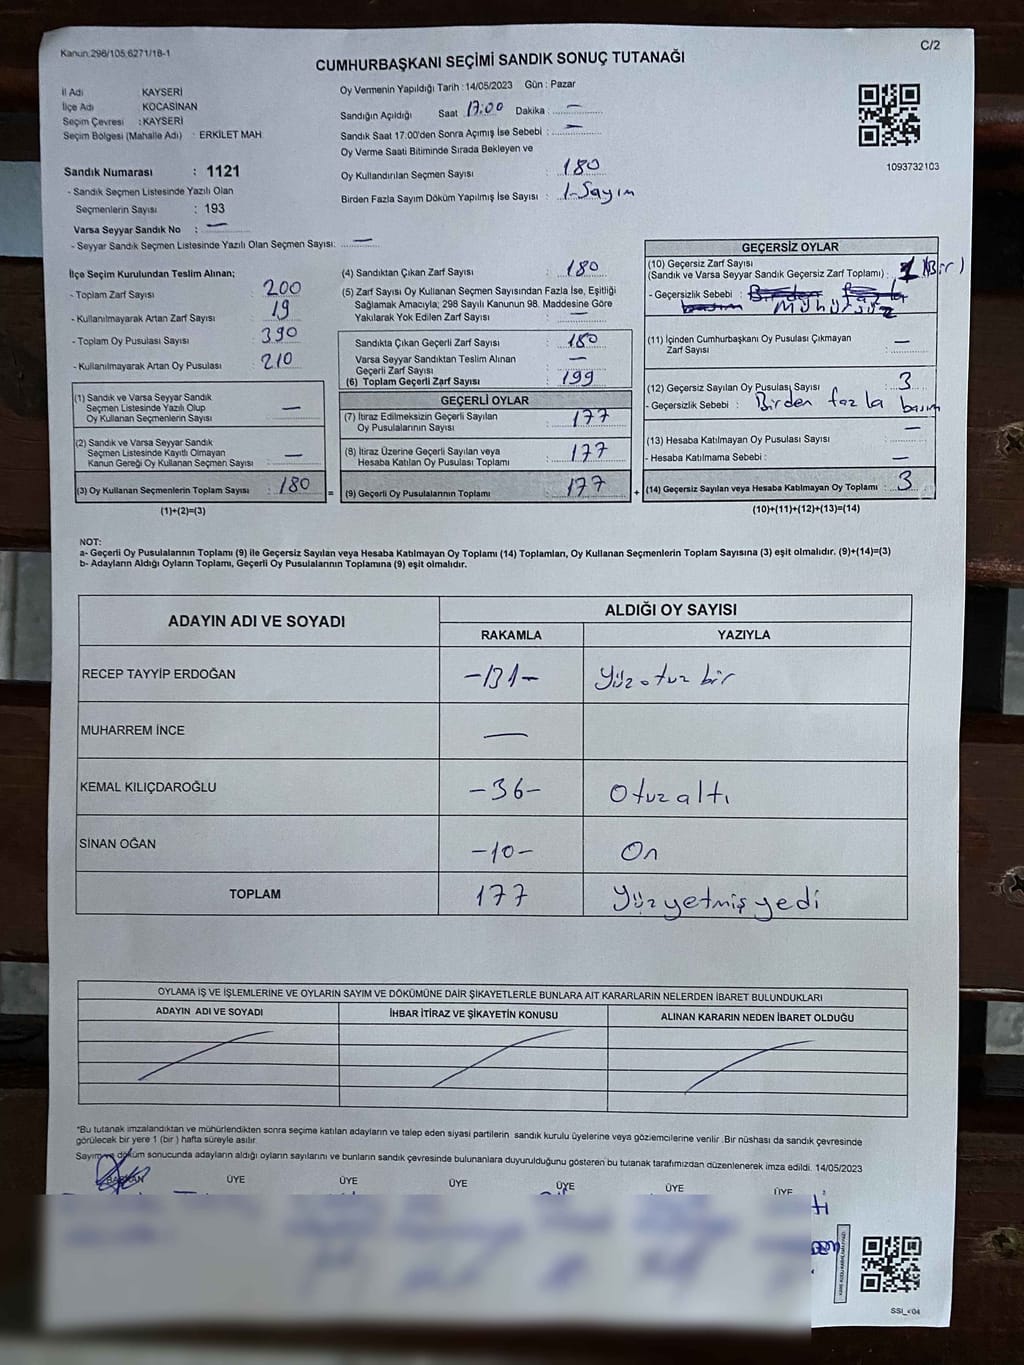 Kanun:298/105;6271/18-1
C/2
CUMHURBAŞKANI SEÇİMİ SANDIK SONUÇ TUTANAĞI
İl Adı : KAYSERİ
İlçe Adı : KOCASİNAN
Seçim Çevresi : KAYSERİ
Seçim Bölgesi (Mahalle Adı) : ERKİLET MAH.
Sandık Numarası : 1121
- Sandık Seçmen Listesinde Yazılı Olan
Seçmenlerin Sayısı : 193
Varsa Seyyar Sandık No : —
- Seyyar Sandık Seçmen Listesinde Yazılı Olan Seçmen Sayısı: —
Oy Vermenin Yapıldığı Tarih : 14/05/2023 Gün : Pazar
Sandığın Açıldığı Saat 17:00 Dakika : —
Sandık Saat 17:00'den Sonra Açımış İse Sebebi : —
Oy Verme Saati Bitiminde Sırada Bekleyen ve
Oy Kullandırılan Seçmen Sayısı : 180
Birden Fazla Sayım Döküm Yapılmış İse Sayısı : 1-Sayım
1093732103
İlçe Seçim Kurulundan Teslim Alınan;
- Toplam Zarf Sayısı : 200
- Kullanılmayarak Artan Zarf Sayısı : 19
- Toplam Oy Pusulası Sayısı : 390
- Kullanılmayarak Artan Oy Pusulası : 210
(1) Sandık ve Varsa Seyyar Sandık
Seçmen Listesinde Yazılı Olup
Oy Kullanan Seçmenlerin Sayısı : —
(2) Sandık ve Varsa Seyyar Sandık
Seçmen Listesinde Kayıtlı Olmayan
Kanun Gereği Oy Kullanan Seçmen Sayısı : —
(3) Oy Kullanan Seçmenlerin Toplam Sayısı : 180
(1)+(2)=(3)
=
(4) Sandıktan Çıkan Zarf Sayısı : 180
(5) Zarf Sayısı Oy Kullanan Seçmen Sayısından Fazla İse, Eşitliği
Sağlamak Amacıyla; 298 Sayılı Kanunun 98. Maddesine Göre
Yakılarak Yok Edilen Zarf Sayısı : —
Sandıkta Çıkan Geçerli Zarf Sayısı : 180
Varsa Seyyar Sandıktan Teslim Alınan
Geçerli Zarf Sayısı : —
(6) Toplam Geçerli Zarf Sayısı : 199
GEÇERLİ OYLAR
(7) İtiraz Edilmeksizin Geçerli Sayılan
Oy Pusulalarının Sayısı : 177
(8) İtiraz Üzerine Geçerli Sayılan veya
Hesaba Katılan Oy Pusulası Toplamı : 177
(9) Geçerli Oy Pusulalarının Toplamı : 177
+
GEÇERSİZ OYLAR
(10) Geçersiz Zarf Sayısı
(Sandık ve Varsa Seyyar Sandık Geçersiz Zarf Toplamı) : 1 (Bir)
- Geçersizlik Sebebi : Birden fazla
basım Mühürsüz
(11) İçinden Cumhurbaşkanı Oy Pusulası Çıkmayan
Zarf Sayısı : —
(12) Geçersiz Sayılan Oy Pusulası Sayısı : 3
- Geçersizlik Sebebi : Birden fazla basım
(13) Hesaba Katılmayan Oy Pusulası Sayısı : —
- Hesaba Katılmama Sebebi : —
(14) Geçersiz Sayılan veya Hesaba Katılmayan Oy Toplamı : 3
(10)+(11)+(12)+(13)=(14)
NOT:
a- Geçerli Oy Pusulalarının Toplamı (9) ile Geçersiz Sayılan veya Hesaba Katılmayan Oy Toplamı (14) Toplamları, Oy Kullanan Seçmenlerin Toplam Sayısına (3) eşit olmalıdır. (9)+(14)=(3)
b- Adayların Aldığı Oyların Toplamı, Geçerli Oy Pusulalarının Toplamına (9) eşit olmalıdır.
ADAYIN ADI VE SOYADI
ALDIĞI OY SAYISI
RAKAMLA YAZIYLA
RECEP TAYYİP ERDOĞAN -131- Yüz otuz bir
MUHARREM İNCE —
KEMAL KILIÇDAROĞLU -36- Otuz altı
SİNAN OĞAN -10- On
TOPLAM 177 Yüz yetmiş yedi
OYLAMA İŞ VE İŞLEMLERİNE VE OYLARIN SAYIM VE DÖKÜMÜNE DAİR ŞİKAYETLERLE BUNLARA AİT KARARLARIN NELERDEN İBARET BULUNDUKLARI
ADAYIN ADI VE SOYADI İHBAR İTİRAZ VE ŞİKAYETİN KONUSU ALINAN KARARIN NEDEN İBARET OLDUĞU
*Bu tutanak imzalandıktan ve mühürlendikten sonra seçime katılan adayların ve talep eden siyasi partilerin sandık kurulu üyelerine veya gözlemcilerine verilir .Bir nüshası da sandık çevresinde
görülecek bir yere 1 (bir ) hafta süreyle asılır.
Sayım ve döküm sonucunda adayların aldığı oyların sayılarını ve bunların sandık çevresinde bulunanlara duyurulduğunu gösteren bu tutanak tarafımızdan düzenlenerek imza edildi. 14/05/2023
BAŞKAN ÜYE ÜYE ÜYE ÜYE ÜYE ÜYE